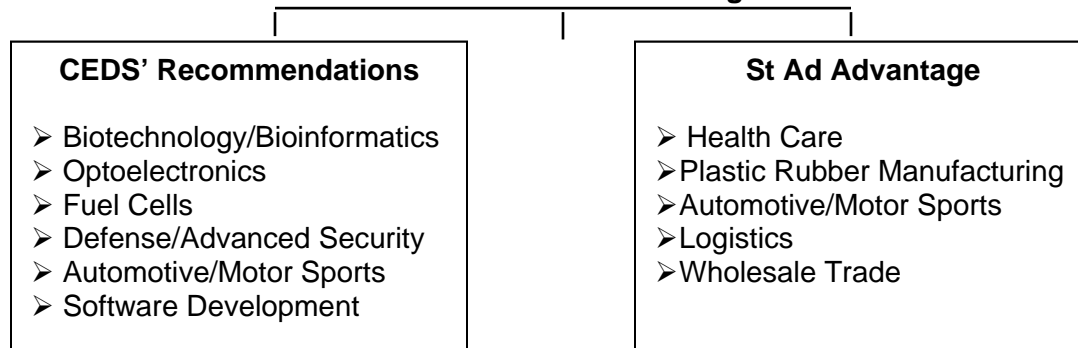 CEDS’ Recommendations
➢ Biotechnology/Bioinformatics
➢ Optoelectronics
➢ Fuel Cells
➢ Defense/Advanced Security
➢ Automotive/Motor Sports
➢ Software Development
St Ad Advantage
➢ Health Care
➢Plastic Rubber Manufacturing
➢Automotive/Motor Sports
➢Logistics
➢Wholesale Trade